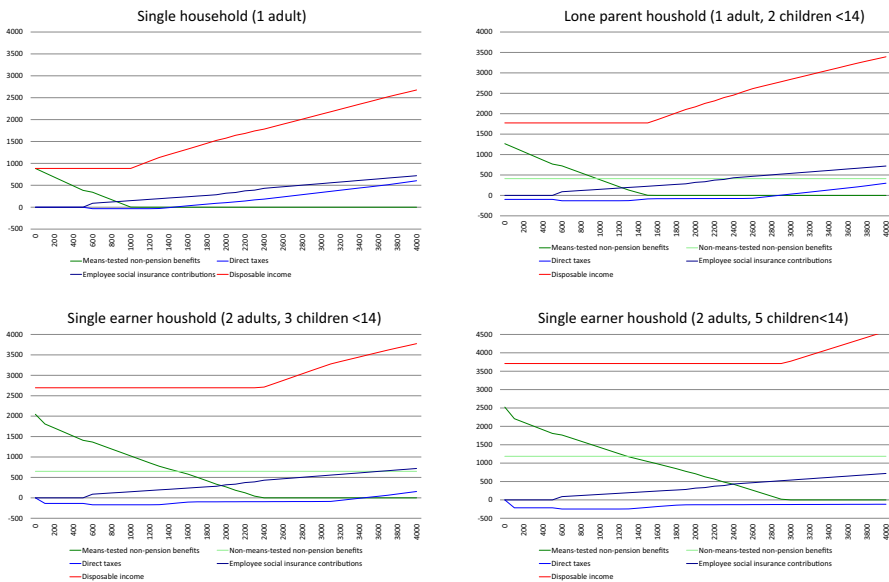 Single household (1 adult)
4000
3500
3000
2500
2000
1500
1000
500
0
-500
0 200 400 600 800 1000 1200 1400 1600 1800 2000 2200 2400 2600 2800 3000 3200 3400 3600 3800 4000
Means-tested non-pension benefits Direct taxes
Employee social insurance contributions Disposable income
Lone parent houshold (1 adult, 2 children <14)
4000
3500
3000
2500
2000
1500
1000
500
0
-500
0 200 400 600 800 1000 1200 1400 1600 1800 2000 2200 2400 2600 2800 3000 3200 3400 3600 3800 4000
Means-tested non-pension benefits Non-means-tested non-pension benefits
Direct taxes Employee social insurance contributions
Disposable income
Single earner houshold (2 adults, 3 children <14)
4000
3500
3000
2500
2000
1500
1000
500
0
-500
0 200 400 600 800 1000 1200 1400 1600 1800 2000 2200 2400 2600 2800 3000 3200 3400 3600 3800 4000
Means-tested non-pension benefits Non-means-tested non-pension benefits
Direct taxes Employee social insurance contributions
Disposable income
Single earner houshold (2 adults, 5 children<14)
4500
4000
3500
3000
2500
2000
1500
1000
500
0
-500
0 200 400 600 800 1000 1200 1400 1600 1800 2000 2200 2400 2600 2800 3000 3200 3400 3600 3800 4000
Means-tested non-pension benefits Non-means-tested non-pension benefits
Direct taxes Employee social insurance contributions
Disposable income